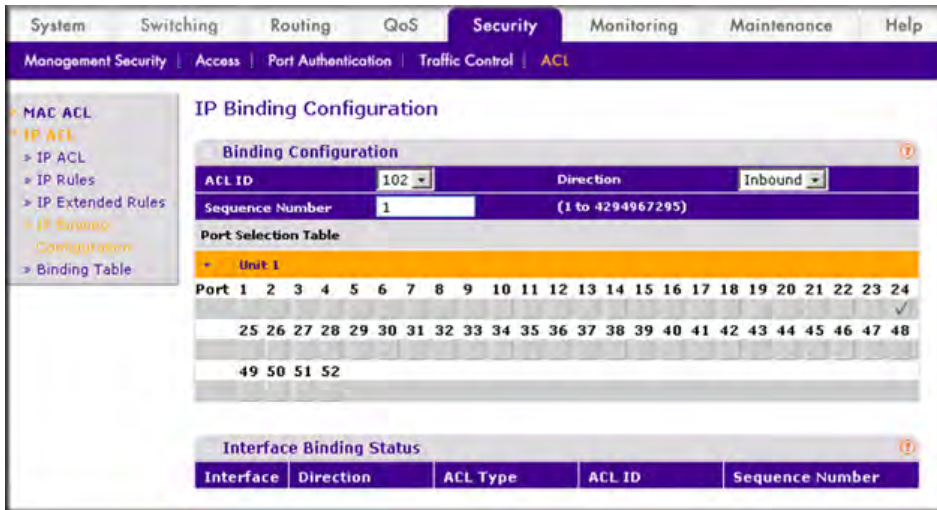 System Switching Routing QoS Security Monitoring Maintenance Help
Management Security Access Port Authentication Traffic Control ACL
MAC ACL
IP ACL
IP ACL
IP Rules
IP Extended Rules
IP Binding
Configuration
Binding Table
IP Binding Configuration
Binding Configuration
ACL ID 102 Direction Inbound
Sequence Number 1 (1 to 4294967295)
Port Selection Table
Unit 1
Port 1 2 3 4 5 6 7 8 9 10 11 12 13 14 15 16 17 18 19 20 21 22 23 24
25 26 27 28 29 30 31 32 33 34 35 36 37 38 39 40 41 42 43 44 45 46 47 48
49 50 51 52
Interface Binding Status
Interface Direction ACL Type ACL ID Sequence Number